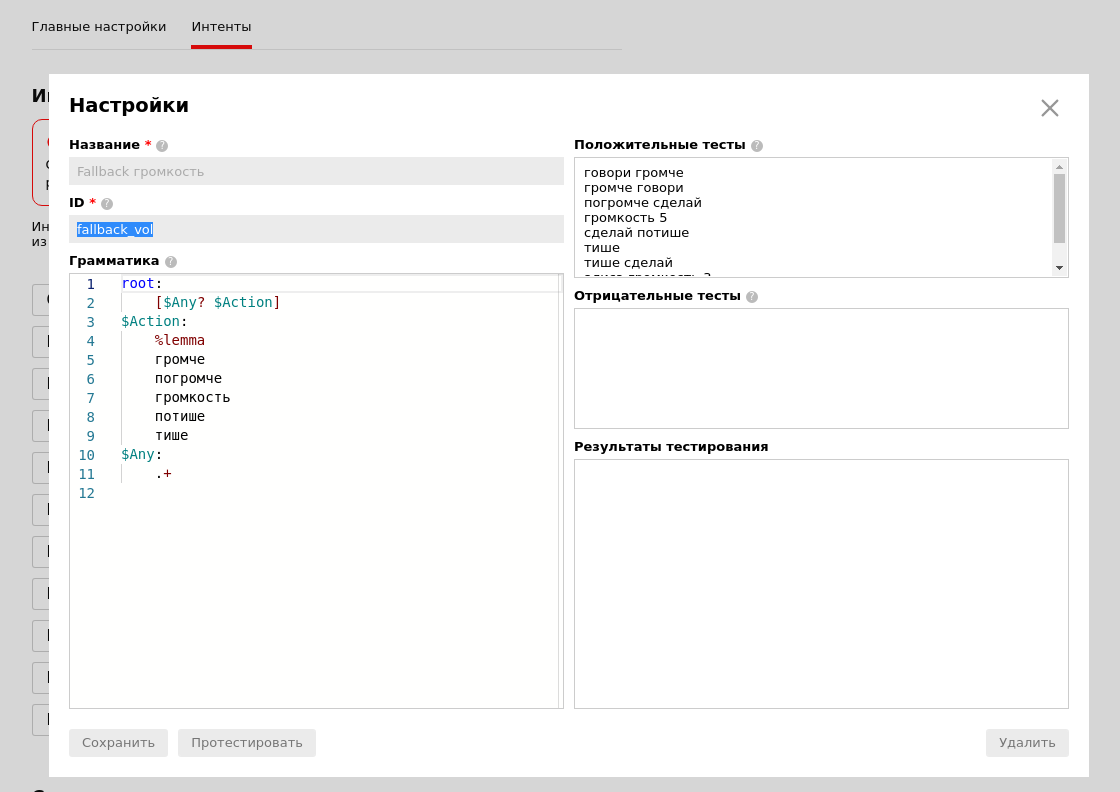 Главные настройки
Интенты
Настройки
Название * ?
Fallback громкость
ID * ?
fallback_vol
Грамматика ?
1 root:
2 [$Any? $Action]
3 $Action:
4 %lemma
5 громче
6 погромче
7 громкость
8 потише
9 тише
10 $Any:
11 .+
12
Положительные тесты ?
говори громче
громче говори
погромче сделай
громкость 5
сделай потише
тише
тише сделай
Отрицательные тесты ?
Результаты тестирования
Сохранить
Протестировать
Удалить
Ин
из